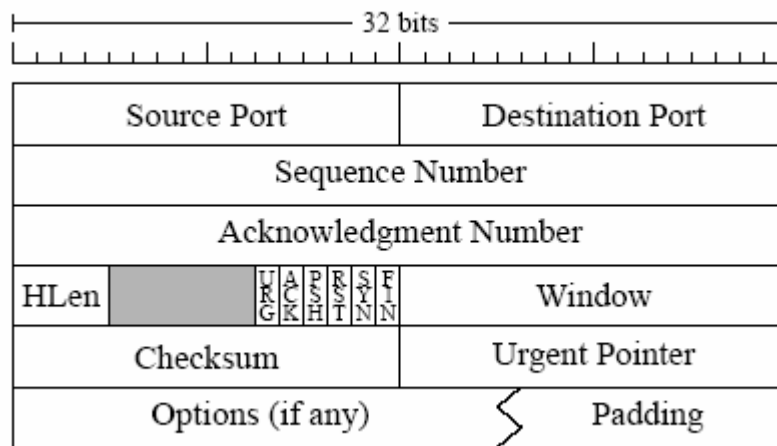 32 bits
Source Port Destination Port
Sequence Number
Acknowledgment Number
HLen URG ACK PSH RST SYN FIN Window
Checksum Urgent Pointer
Options (if any) Padding